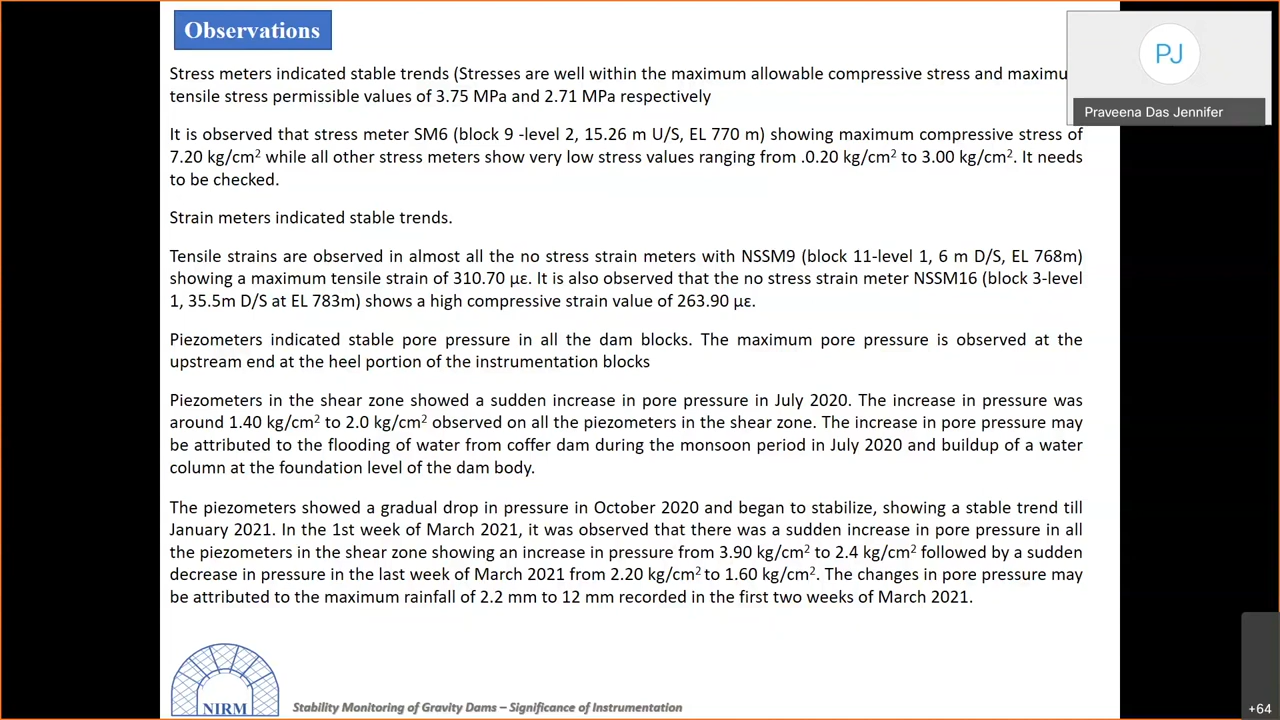 Observations
Stress meters indicated stable trends (Stresses are well within the maximum allowable compressive stress and maximu
tensile stress permissible values of 3.75 MPa and 2.71 MPa respectively
It is observed that stress meter SM6 (block 9 -level 2, 15.26 m U/S, EL 770 m) showing maximum compressive stress of
7.20 kg/cm² while all other stress meters show very low stress values ranging from .0.20 kg/cm² to 3.00 kg/cm². It needs
to be checked.
Strain meters indicated stable trends.
Tensile strains are observed in almost all the no stress strain meters with NSSM9 (block 11-level 1, 6 m D/S, EL 768m)
showing a maximum tensile strain of 310.70 με. It is also observed that the no stress strain meter NSSM16 (block 3-level
1, 35.5m D/S at EL 783m) shows a high compressive strain value of 263.90 με.
Piezometers indicated stable pore pressure in all the dam blocks. The maximum pore pressure is observed at the
upstream end at the heel portion of the instrumentation blocks
Piezometers in the shear zone showed a sudden increase in pore pressure in July 2020. The increase in pressure was
around 1.40 kg/cm² to 2.0 kg/cm² observed on all the piezometers in the shear zone. The increase in pore pressure may
be attributed to the flooding of water from coffer dam during the monsoon period in July 2020 and buildup of a water
column at the foundation level of the dam body.
The piezometers showed a gradual drop in pressure in October 2020 and began to stabilize, showing a stable trend till
January 2021. In the 1st week of March 2021, it was observed that there was a sudden increase in pore pressure in all
the piezometers in the shear zone showing an increase in pressure from 3.90 kg/cm² to 2.4 kg/cm² followed by a sudden
decrease in pressure in the last week of March 2021 from 2.20 kg/cm² to 1.60 kg/cm². The changes in pore pressure may
be attributed to the maximum rainfall of 2.2 mm to 12 mm recorded in the first two weeks of March 2021.
NIRM
Stability Monitoring of Gravity Dams – Significance of Instrumentation
PJ
Praveena Das Jennifer
+64